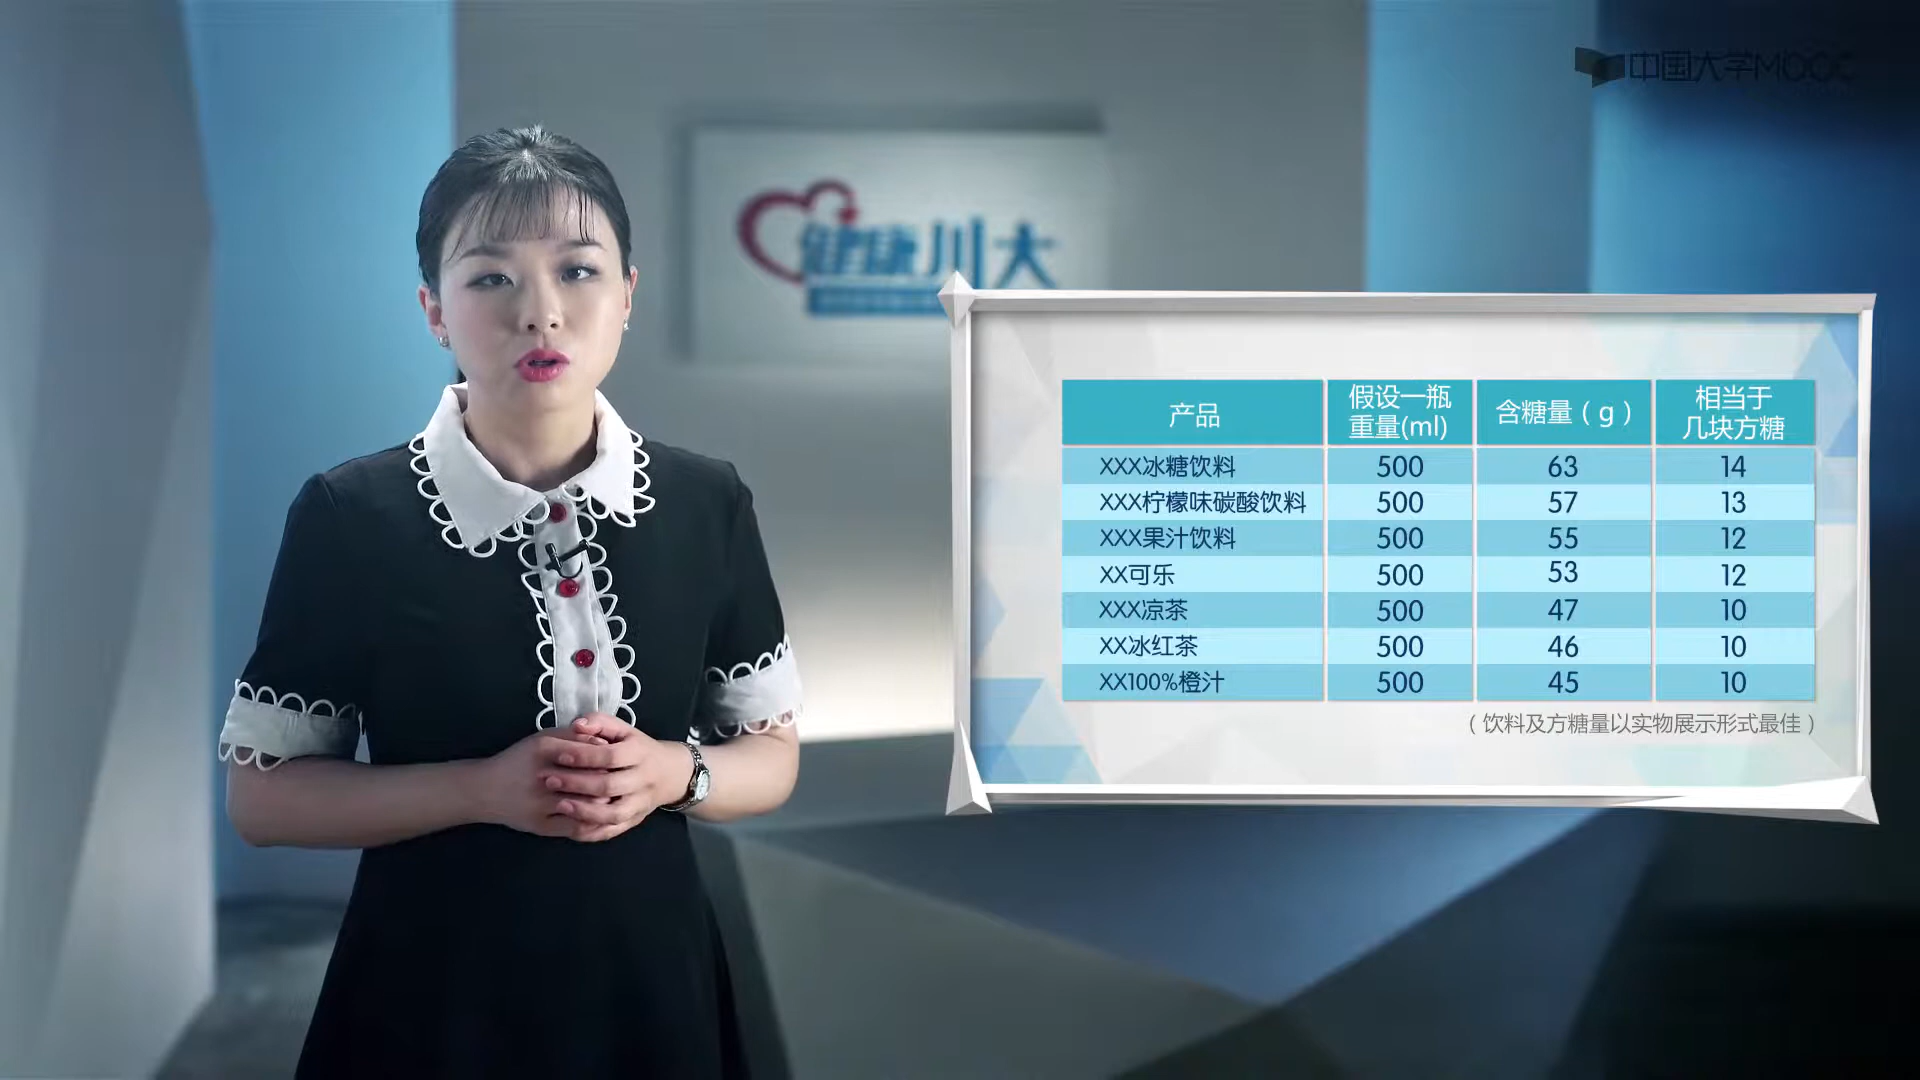 中国大学MOOC
健康川大
产品
假设一瓶
重量(ml)
含糖量(g)
相当于
几块方糖
XXX冰糖饮料 500 63 14
XXX柠檬味碳酸饮料 500 57 13
XXX果汁饮料 500 55 12
XX可乐 500 53 12
XXX凉茶 500 47 10
XX冰红茶 500 46 10
XX100%橙汁 500 45 10
(饮料及方糖量以实物展示形式最佳)